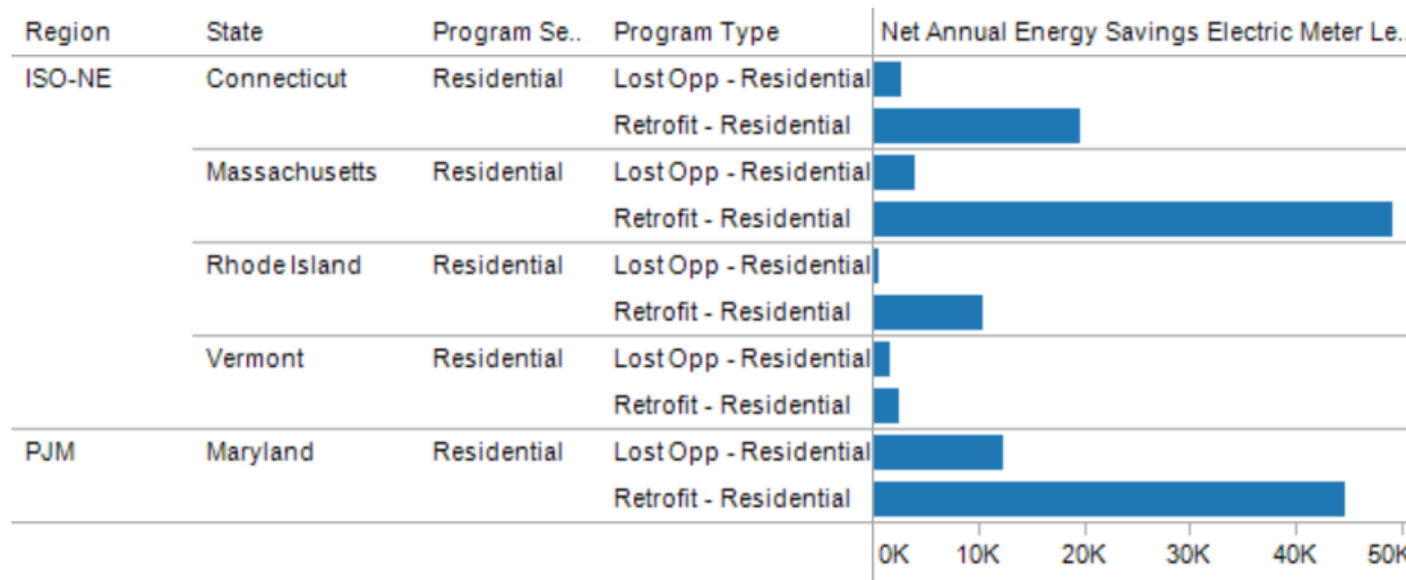 Region State Program Se.. Program Type Net Annual Energy Savings Electric Meter Le..
ISO-NE Connecticut Residential Lost Opp - Residential
Retrofit - Residential
Massachusetts Residential Lost Opp - Residential
Retrofit - Residential
Rhode Island Residential Lost Opp - Residential
Retrofit - Residential
Vermont Residential Lost Opp - Residential
Retrofit - Residential
PJM Maryland Residential Lost Opp - Residential
Retrofit - Residential
0K 10K 20K 30K 40K 50K